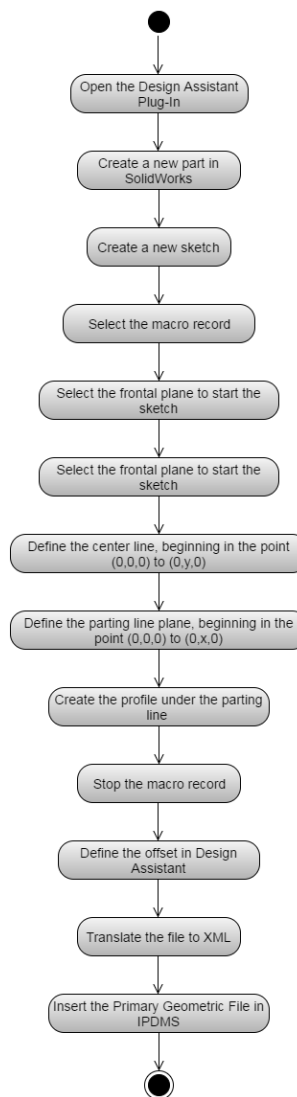 Open the Design Assistant
Plug-In
Create a new part in
SolidWorks
Create a new sketch
Select the macro record
Select the frontal plane to start the
sketch
Select the frontal plane to start the
sketch
Define the center line, beginning in the point
(0,0,0) to (0,y,0)
Define the parting line plane, beginning in the
point (0,0,0) to (0,x,0)
Create the profile under the parting
line
Stop the macro record
Define the offset in Design
Assistant
Translate the file to XML
Insert the Primary Geometric File in
IPDMS